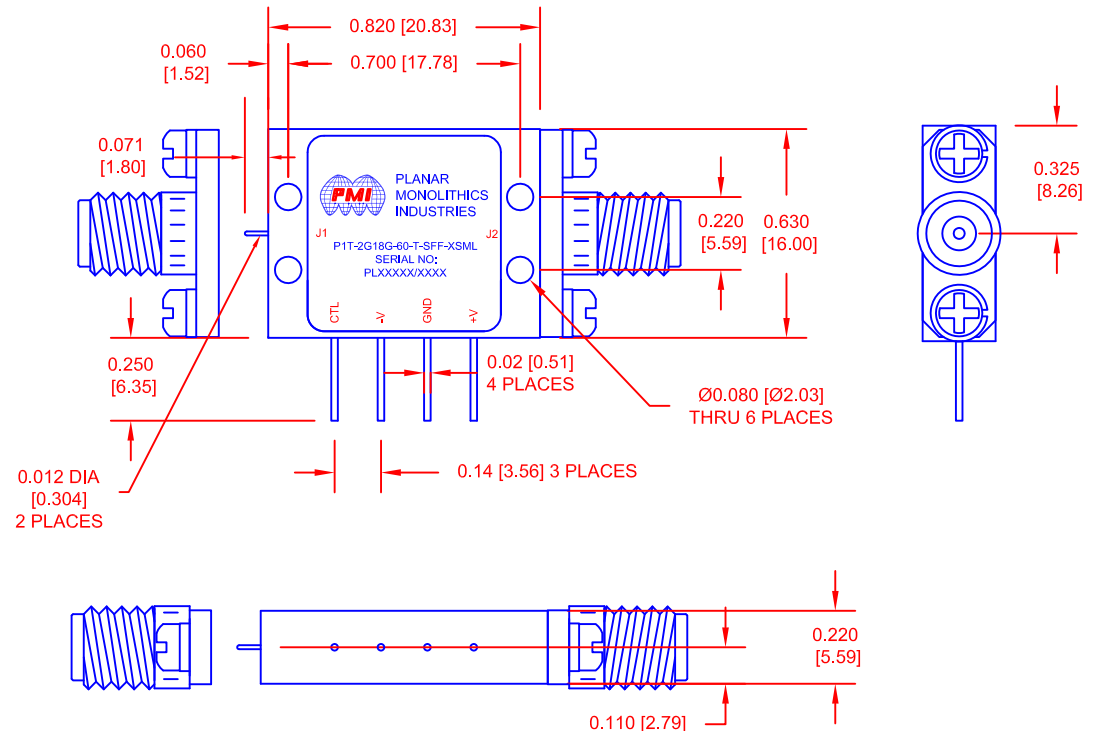 0.820 [20.83]
0.060
[1.52]
0.700 [17.78]
0.071
[1.80]
PMI
PLANAR
MONOLITHICS
INDUSTRIES
J1
J2
P1T-2G18G-60-T-SFF-XSML
SERIAL NO:
PLXXXXX/XXXX
CTL
-V
GND
+V
0.220
[5.59]
0.630
[16.00]
0.325
[8.26]
0.250
[6.35]
0.02 [0.51]
4 PLACES
Ø0.080 [Ø2.03]
THRU 6 PLACES
0.14 [3.56] 3 PLACES
0.012 DIA
[0.304]
2 PLACES
0.220
[5.59]
0.110 [2.79]